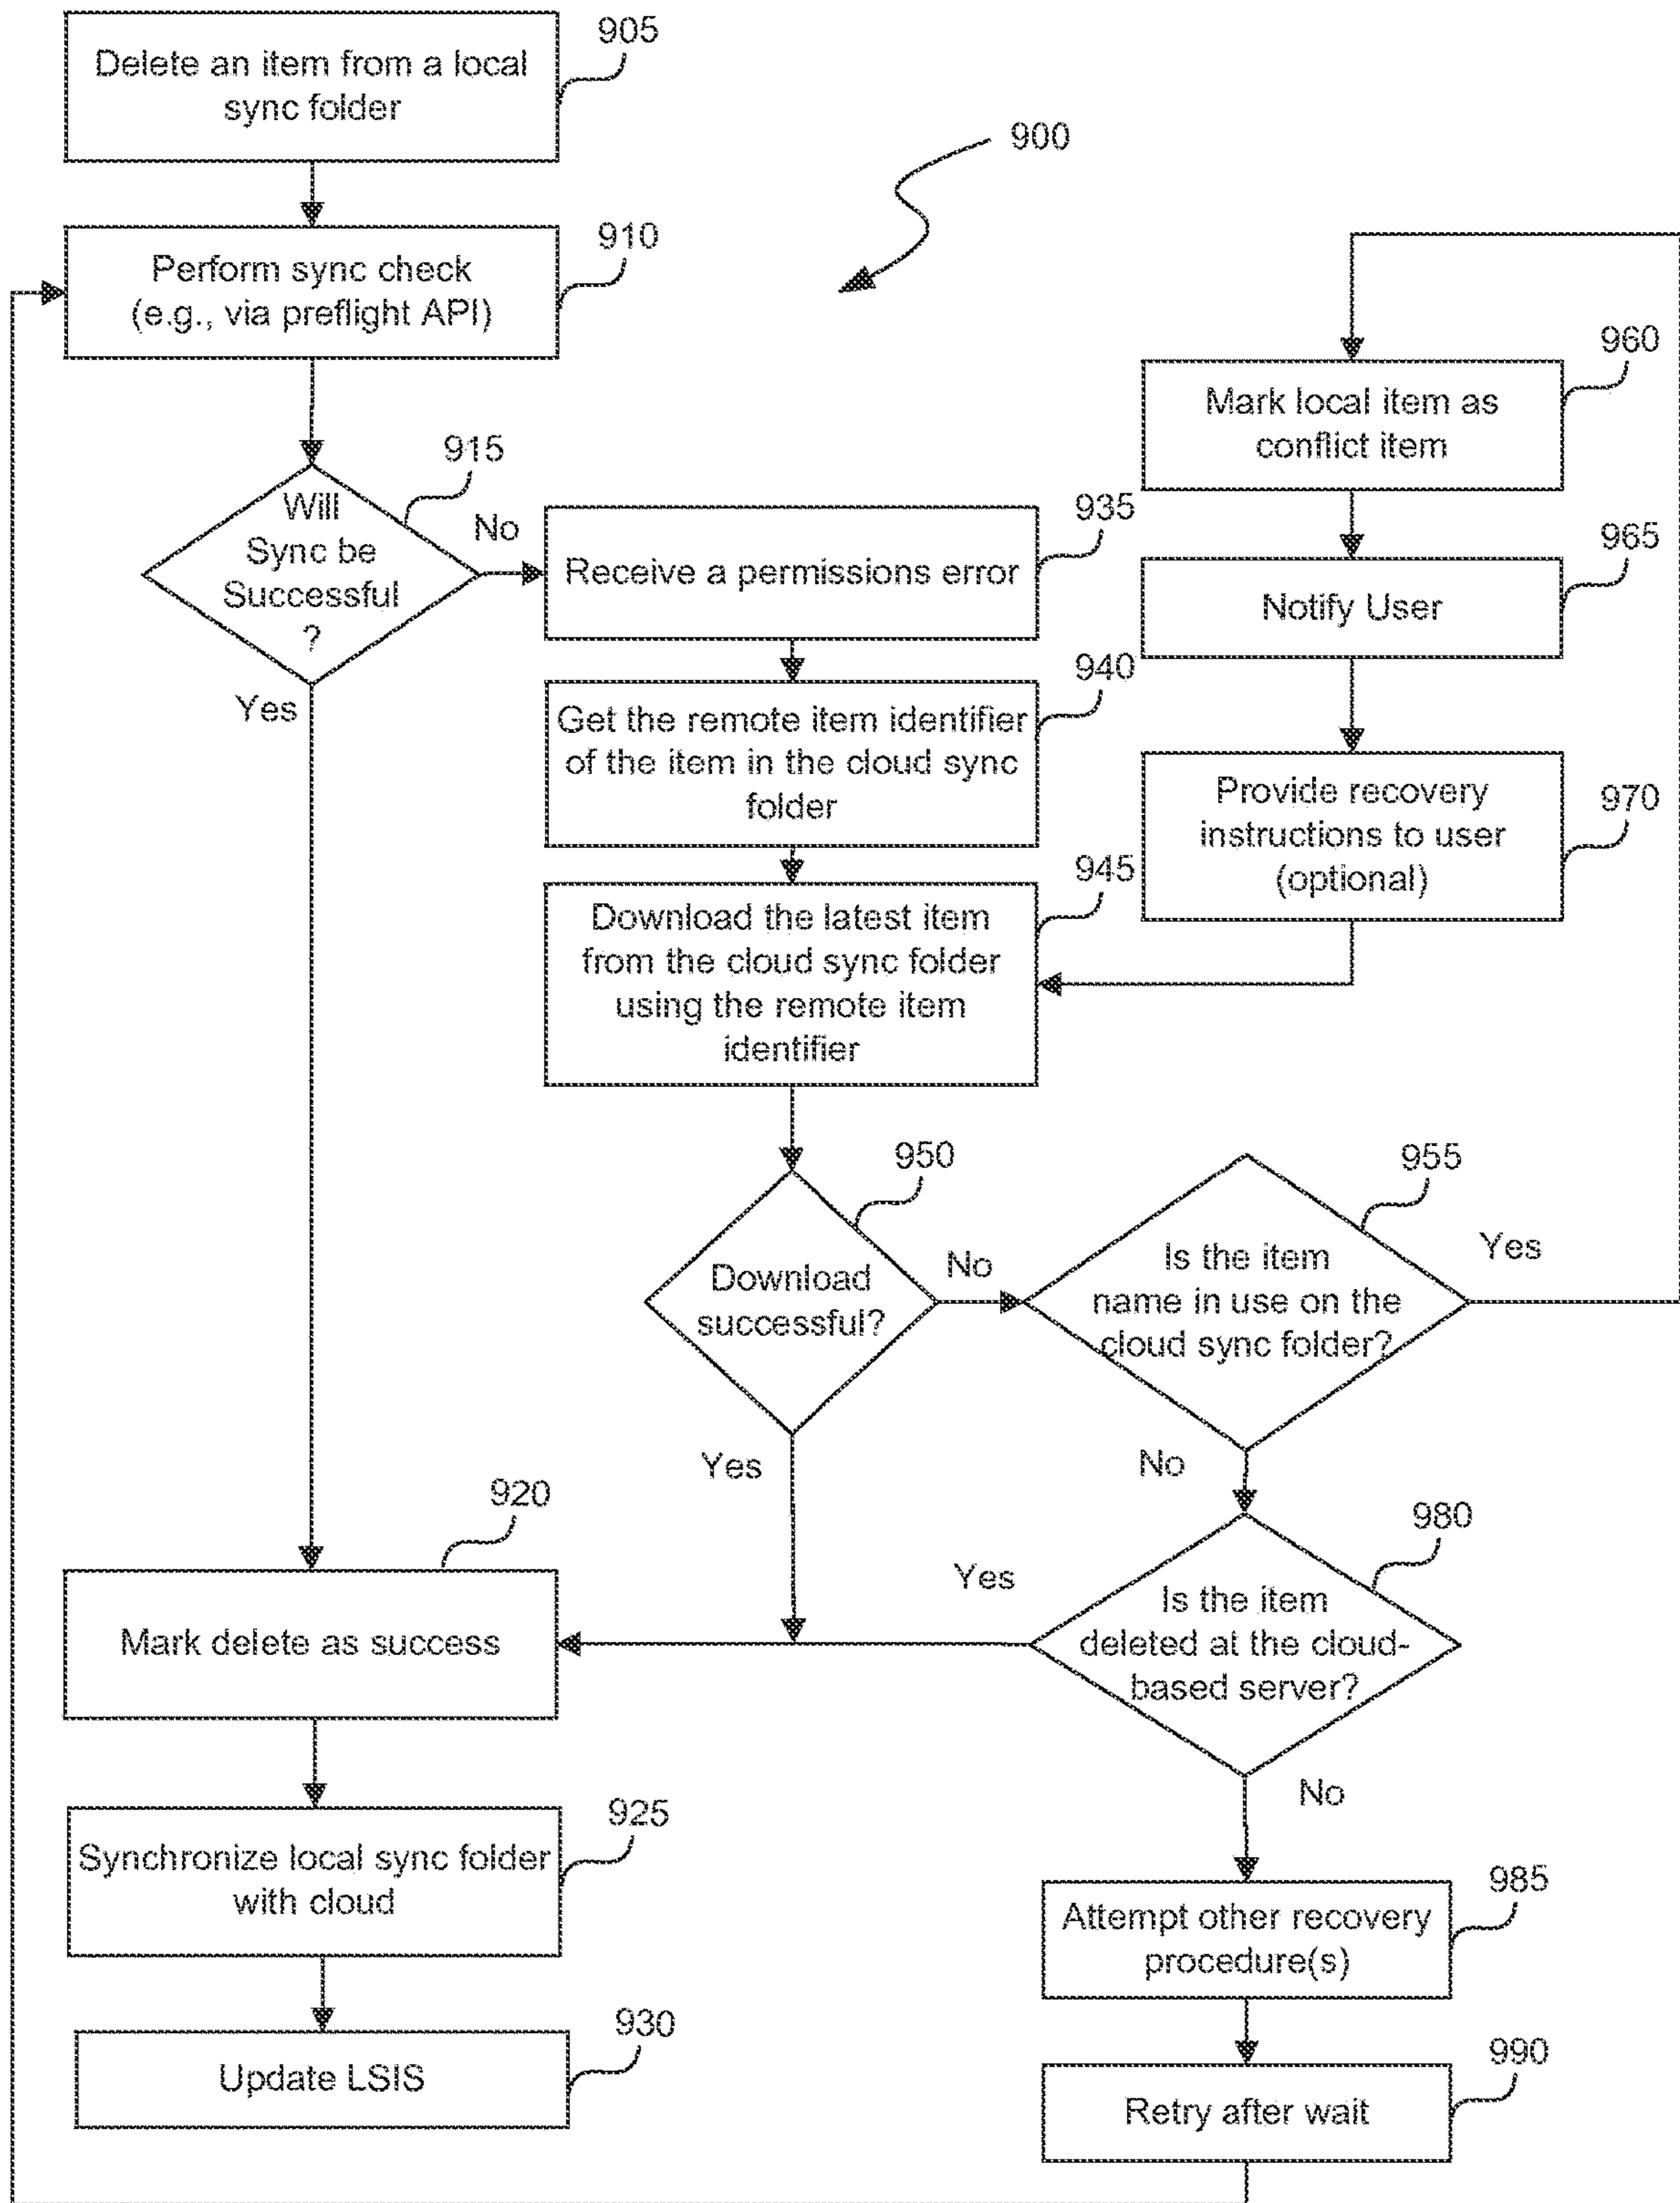 905
Delete an item from a local
sync folder
900
910
Perform sync check
(e.g., via preflight API)
960
Mark local item as
conflict item
915
Will
Sync be
Successful
?
No
Yes
935
Receive a permissions error
965
Notify User
940
Get the remote item identifier
of the item in the cloud sync
folder
970
Provide recovery
instructions to user
(optional)
945
Download the latest item
from the cloud sync folder
using the remote item
identifier
950
Download
successful?
No
Yes
955
Is the item
name in use on the
cloud sync folder?
Yes
No
920
Mark delete as success
980
Yes
Is the item
deleted at the cloud-
based server?
No
925
Synchronize local sync folder
with cloud
985
Attempt other recovery
procedure(s)
930
Update LSIS
990
Retry after wait